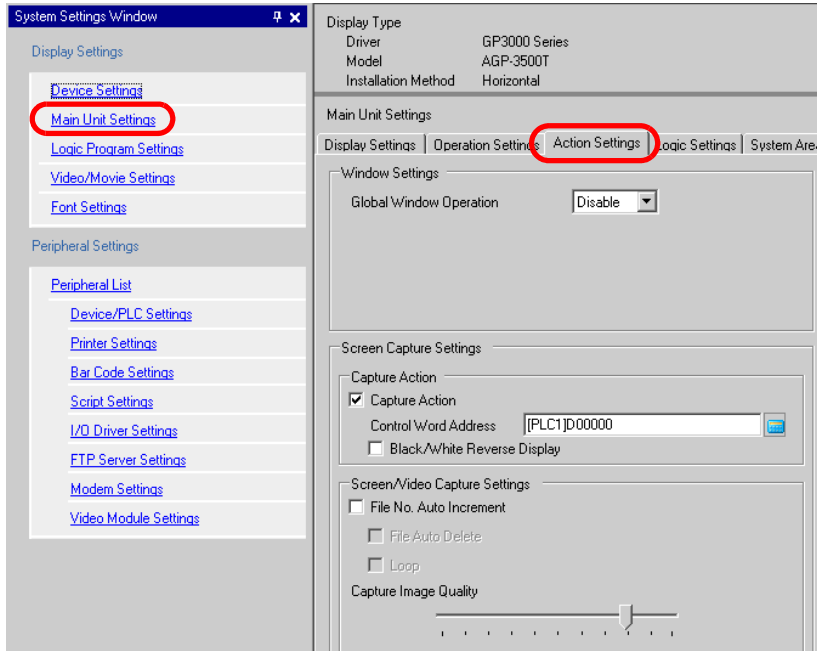 System Settings Window
Display Settings
Device Settings
Main Unit Settings
Logic Program Settings
Video/Movie Settings
Font Settings
Peripheral Settings
Peripheral List
Device/PLC Settings
Printer Settings
Bar Code Settings
Script Settings
I/O Driver Settings
FTP Server Settings
Modem Settings
Video Module Settings
Display Type
Driver GP3000 Series
Model AGP-3500T
Installation Method Horizontal
Main Unit Settings
Display Settings Operation Settings Action Settings Logic Settings System Area
Window Settings
Global Window Operation Disable
Screen Capture Settings
Capture Action
Capture Action
Control Word Address [PLC1]D00000
Black/White Reverse Display
Screen/Video Capture Settings
File No. Auto Increment
File Auto Delete
Loop
Capture Image Quality